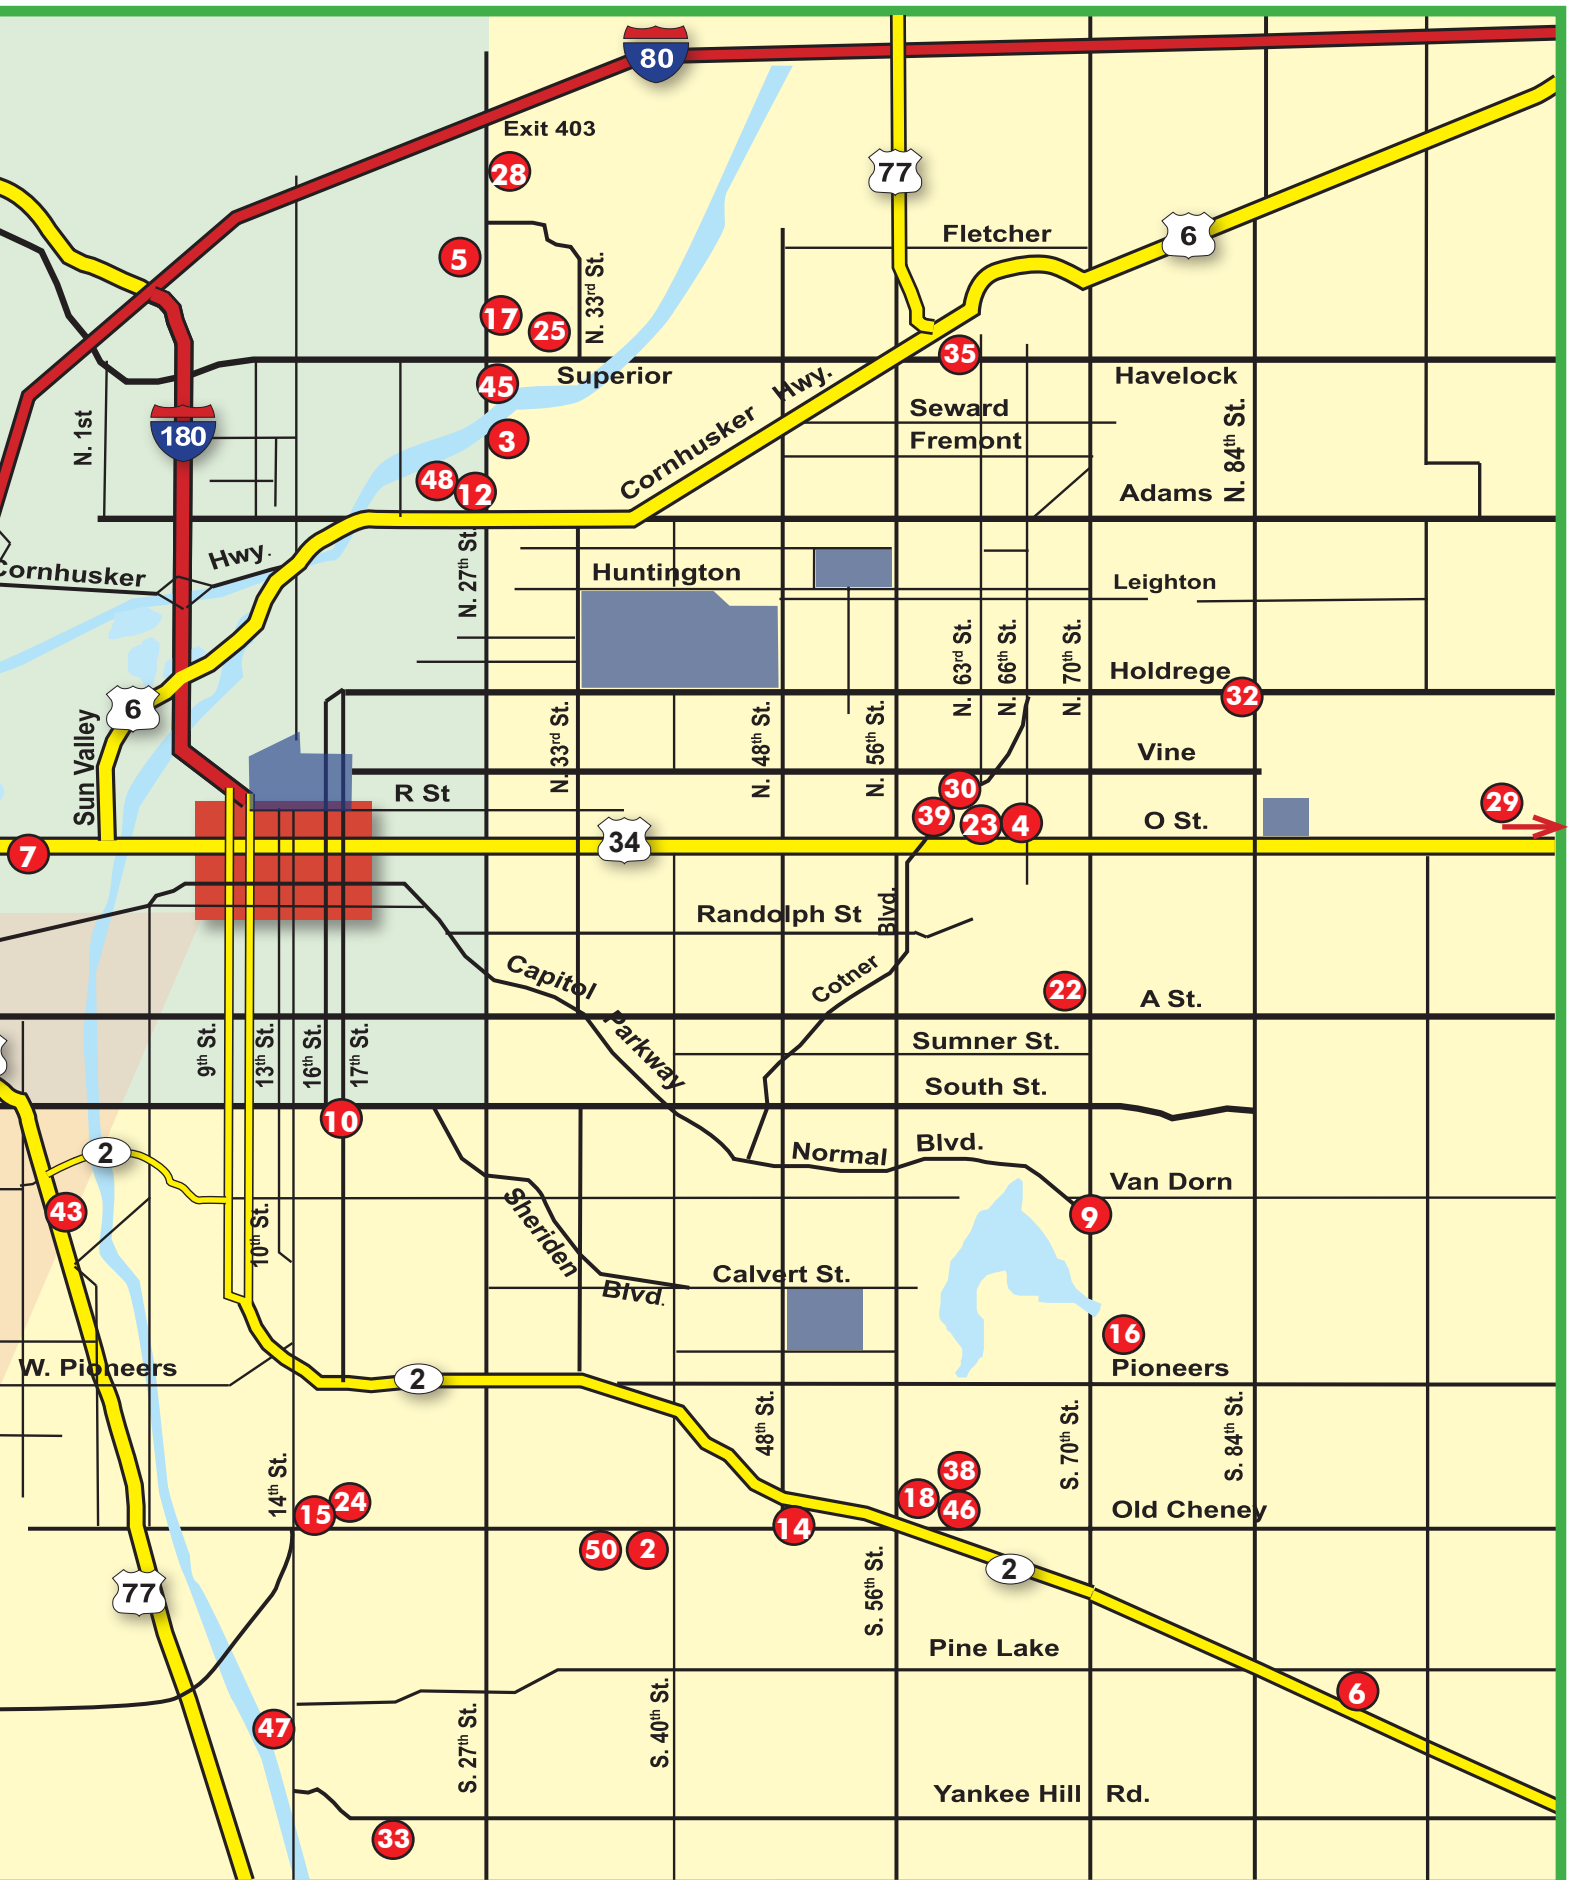 80
Exit 403
28
77
Fletcher
6
5
N. 33rd St.
17
25
35
45
Superior
Hwy.
Havelock
N. 1st
180
Cornhusker
Seward
3
Fremont
N. 84th St.
48
12
Adams
Hwy.
Cornhusker
N. 27th St.
Huntington
Leighton
N. 63rd St.
N. 66th St.
N. 70th St.
Holdrege
32
6
Sun Valley
N. 33rd St.
N. 48th St.
N. 56th St.
Vine
R St
30
39
23
4
O St.
29
7
34
Randolph St
Blvd.
Capitol
Cotner
22
A St.
Parkway
9th St.
13th St.
16th St.
17th St.
Sumner St.
South St.
10
2
Normal
Blvd.
Van Dorn
43
10th St.
Sheriden
9
Calvert St.
Blvd.
16
W. Pioneers
2
Pioneers
48th St.
S. 70th St.
S. 84th St.
14th St.
38
15
24
18
46
Old Cheney
14
50
2
2
77
S. 56th St.
Pine Lake
6
47
S. 27th St.
S. 40th St.
Yankee Hill Rd.
33